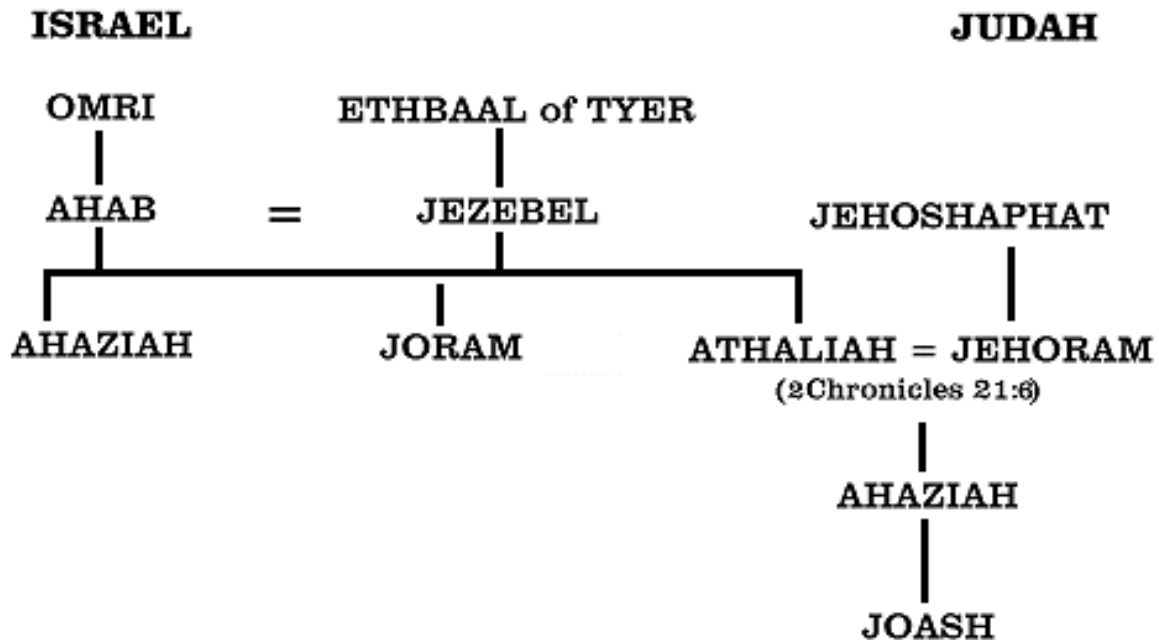 ISRAEL JUDAH
OMRI ETHBAAL of TYER
AHAB = JEZEBEL JEHOSHAPHAT
AHAZIAH JORAM ATHALIAH = JEHORAM
(2Chronicles 21:6)
AHAZIAH
JOASH